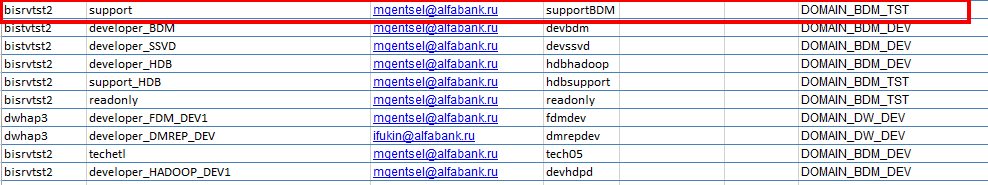 bisrvtst2 support mgentsel@alfabank.ru supportBDM DOMAIN_BDM_TST
bistvtst2 developer_BDM mgentsel@alfabank.ru devbdm DOMAIN_BDM_DEV
bisrvtst2 developer_SSVD mgentsel@alfabank.ru devssvd DOMAIN_BDM_DEV
bisrvtst2 developer_HDB mgentsel@alfabank.ru hdbhadoop DOMAIN_BDM_DEV
bisrvtst2 support_HDB mgentsel@alfabank.ru hdbsupport DOMAIN_BDM_TST
bisrvtst2 readonly mgentsel@alfabank.ru readonly DOMAIN_BDM_TST
dwhap3 developer_FDM_DEV1 mgentsel@alfabank.ru fdmdev DOMAIN_DW_DEV
dwhap3 developer_DMREP_DEV ifukin@alfabank.ru dmrepdev DOMAIN_DW_DEV
bisrvtst2 techetl mgentsel@alfabank.ru tech05 DOMAIN_BDM_DEV
bisrvtst2 developer_HADOOP_DEV1 mgentsel@alfabank.ru devhdpd DOMAIN_BDM_DEV